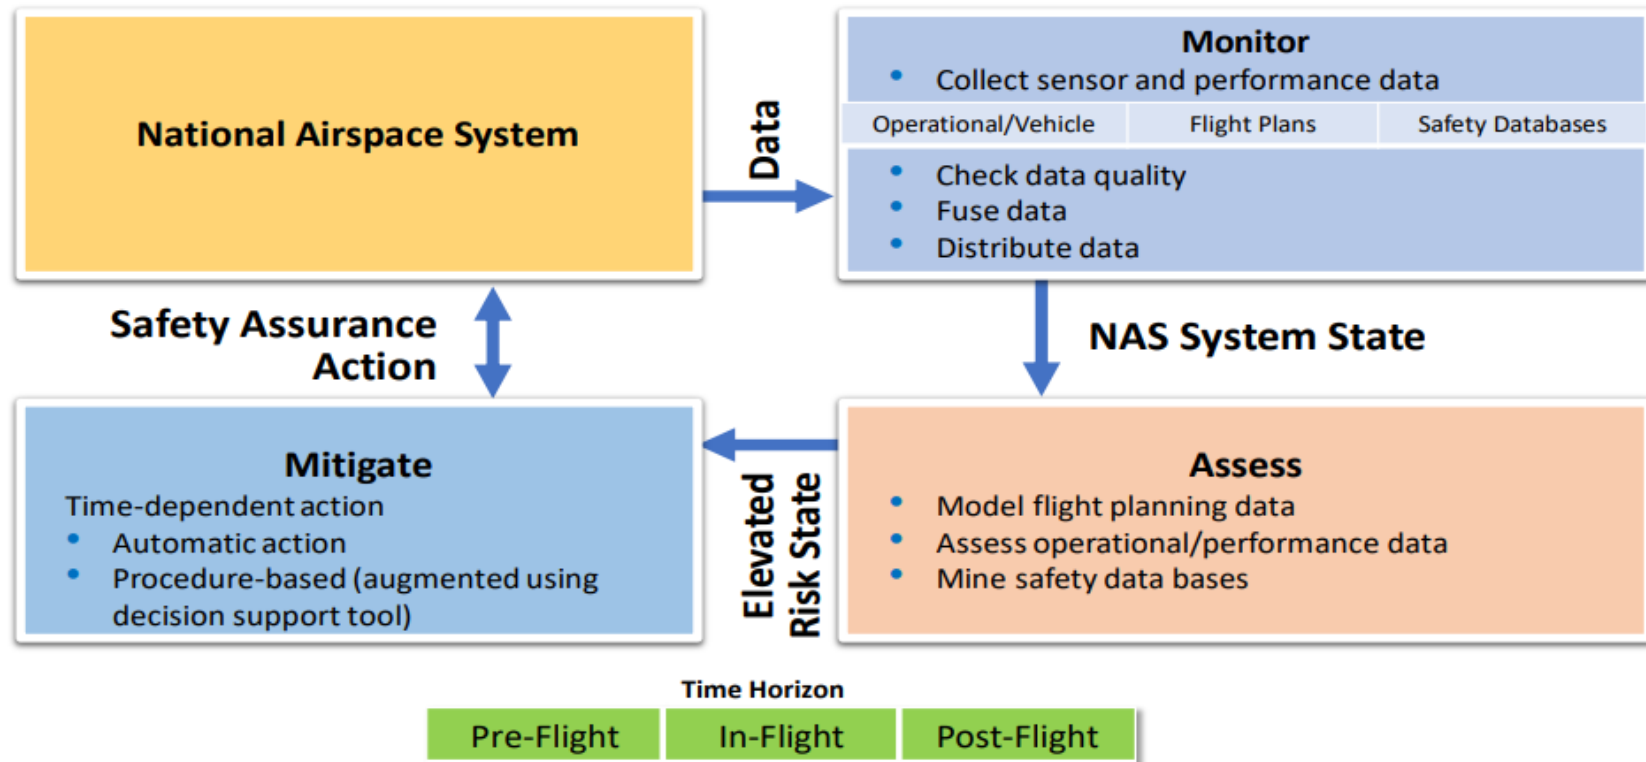 National Airspace System
Data
Monitor
• Collect sensor and performance data
Operational/Vehicle
Flight Plans
Safety Databases
• Check data quality
• Fuse data
• Distribute data
Safety Assurance
Action
NAS System State
Mitigate
Time-dependent action
• Automatic action
• Procedure-based (augmented using
decision support tool)
Elevated
Risk State
Assess
• Model flight planning data
• Assess operational/performance data
• Mine safety data bases
Time Horizon
Pre-Flight
In-Flight
Post-Flight